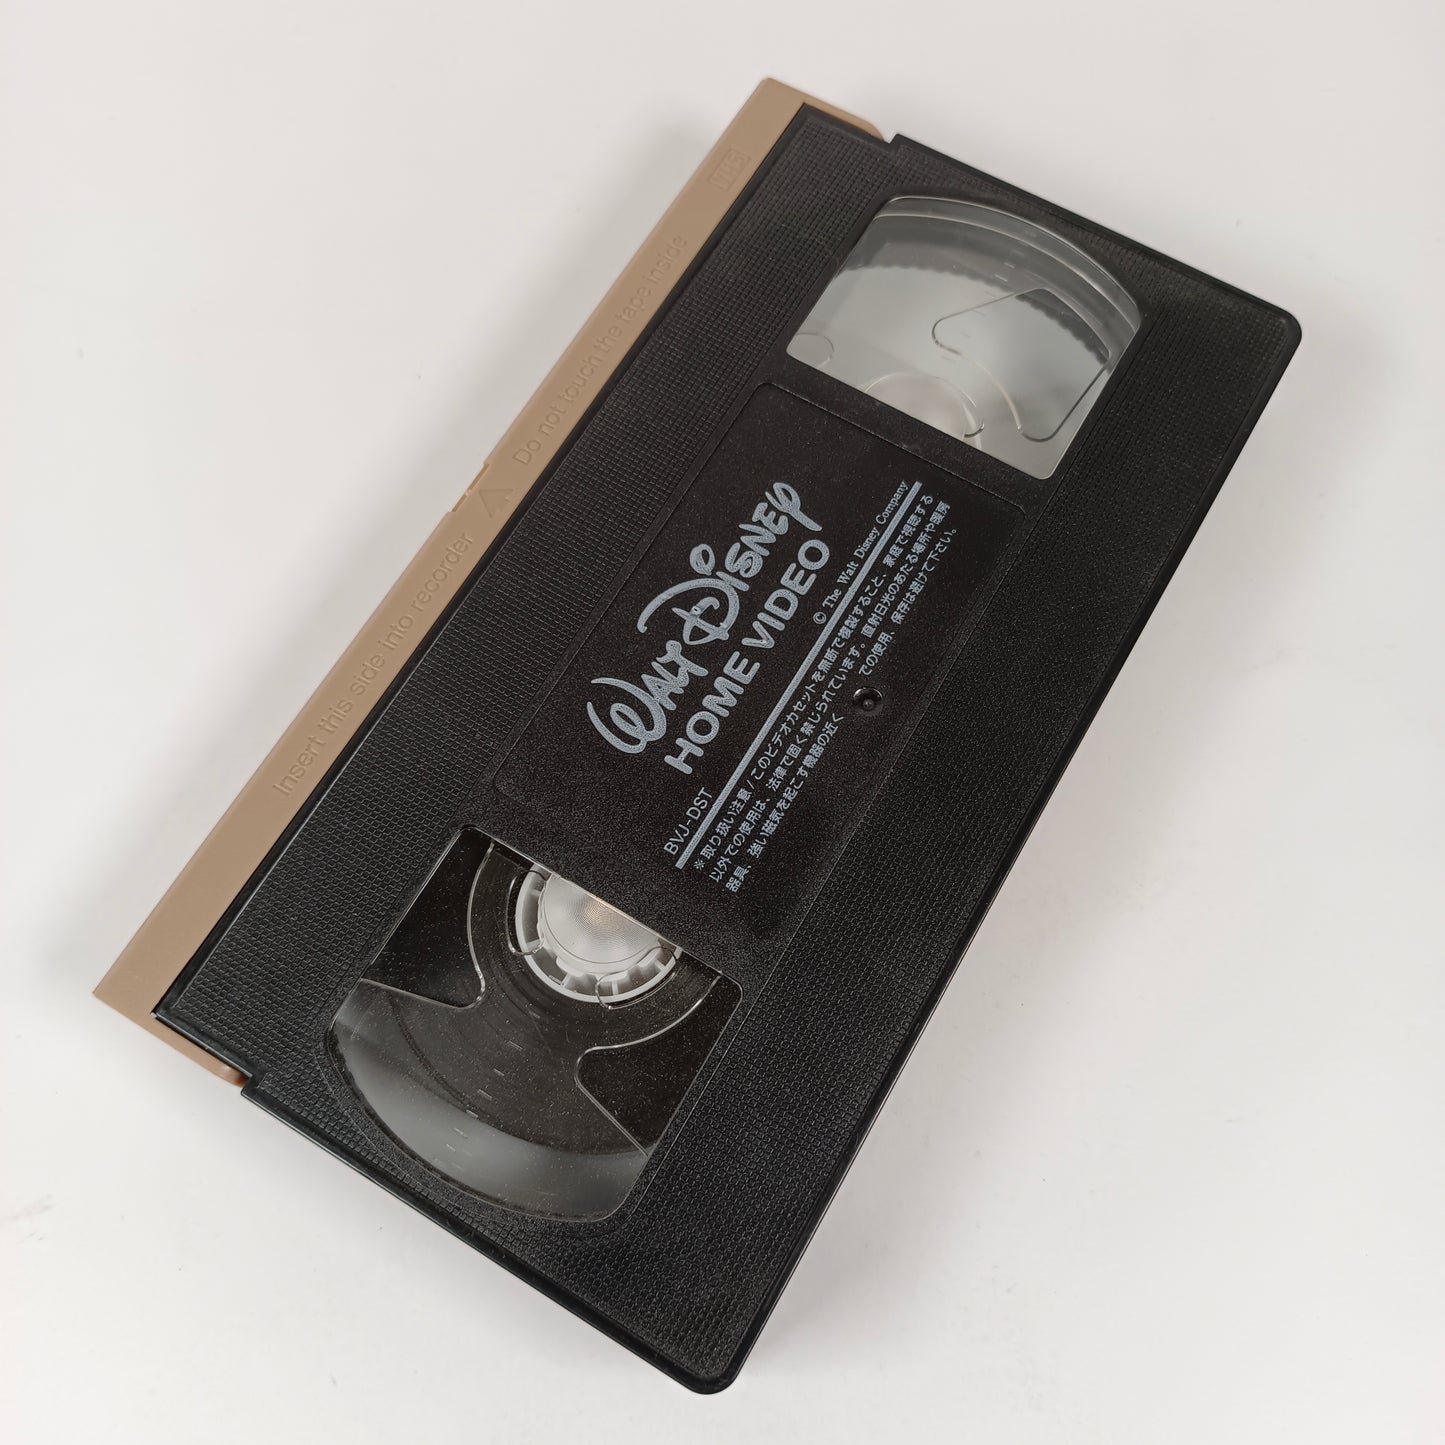 VHS
Insert this side into recorder △ Do not touch the tape inside
WALT DISNEY
HOME VIDEO
BVJ-DST © The Walt Disney Company
※取り扱い注意/このビデオカセットを無断で複製すること、家庭で視聴する
以外での使用は、法律で固く禁じられています。直射日光のあたる場所や暖房
器具、強い磁気を起こす機器の近く での使用、保存は避けて下さい。